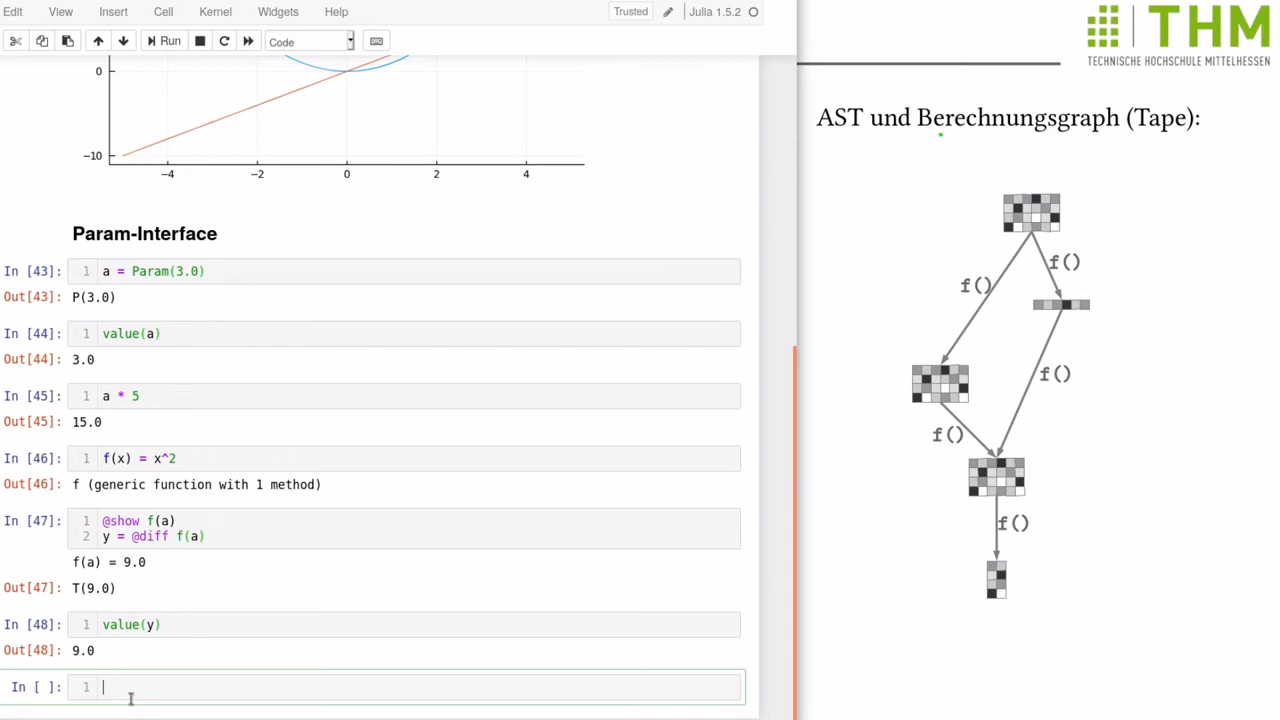 Edit View Insert Cell Kernel Widgets Help Trusted Julia 1.5.2
Run Code
0
−10
−4 −2 0 2 4
Param-Interface
In [43]: 1 a = Param(3.0)
Out[43]: P(3.0)
In [44]: 1 value(a)
Out[44]: 3.0
In [45]: 1 a * 5
Out[45]: 15.0
In [46]: 1 f(x) = x^2
Out[46]: f (generic function with 1 method)
In [47]: 1 @show f(a)
2 y = @diff f(a)
f(a) = 9.0
Out[47]: T(9.0)
In [48]: 1 value(y)
Out[48]: 9.0
In [ ]: 1
THM
TECHNISCHE HOCHSCHULE MITTELHESSEN
AST und Berechnungsgraph (Tape):
f()
f()
f()
f()
f()